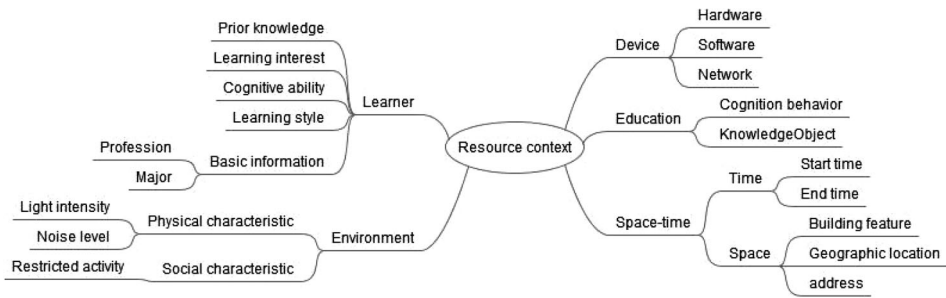 Prior knowledge
Learning interest
Cognitive ability
Learning style
Learner
Profession
Major
Basic information
Light intensity
Noise level
Physical characteristic
Restricted activity
Social characteristic
Environment
Resource context
Device
Hardware
Software
Network
Education
Cognition behavior
KnowledgeObject
Space-time
Time
Start time
End time
Space
Building feature
Geographic location
address